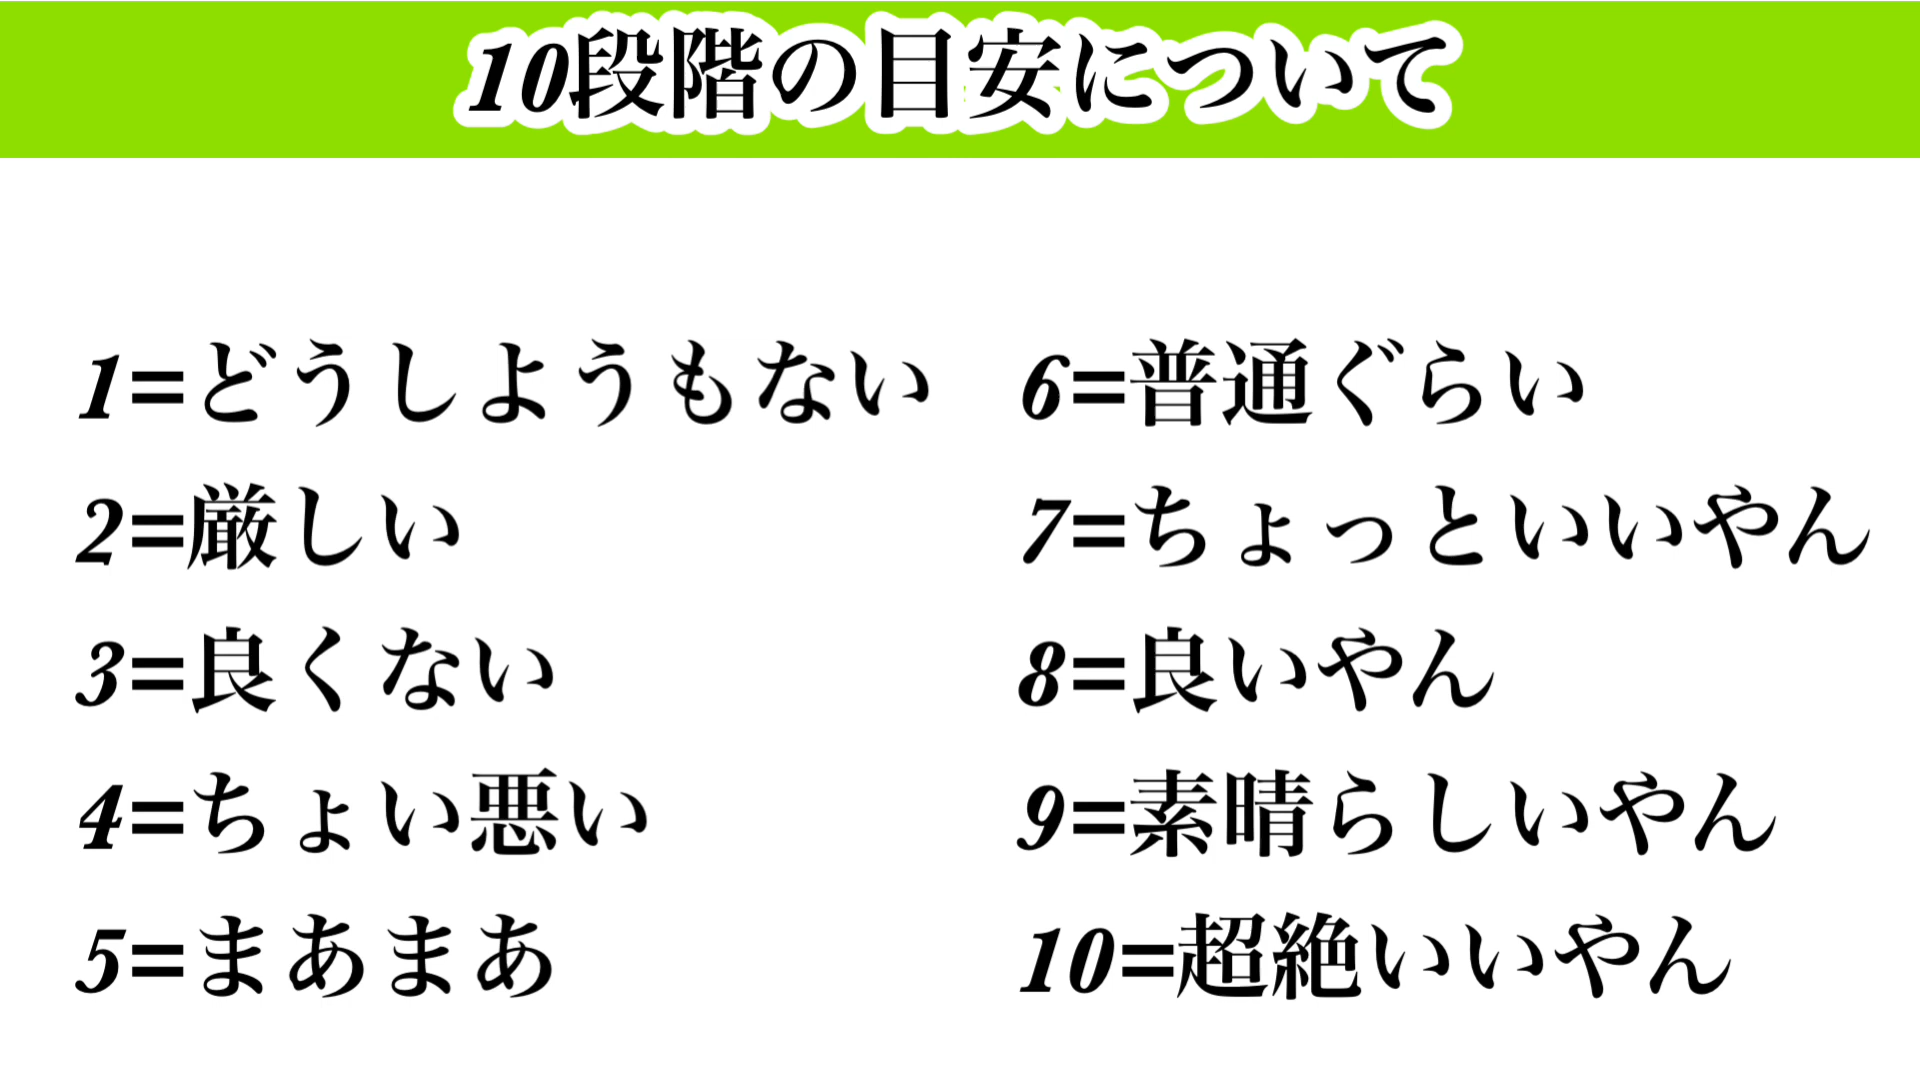 10段階の目安について
1=どうしようもない
2=厳しい
3=良くない
4=ちょい悪い
5=まあまあ
6=普通ぐらい
7=ちょっといいやん
8=良いやん
9=素晴らしいやん
10=超絶いいやん